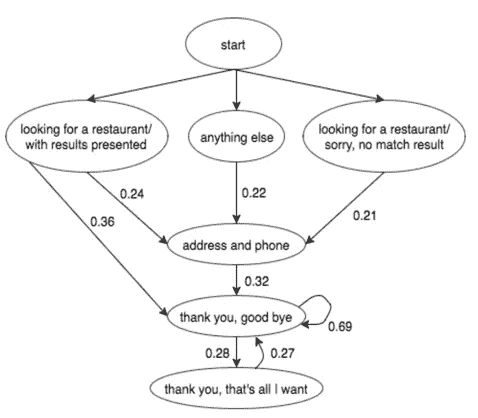 start
looking for a restaurant/
with results presented
anything else
looking for a restaurant/
sorry, no match result
0.24
0.22
0.21
0.36
address and phone
0.32
thank you, good bye
0.69
0.28
0.27
thank you, that's all I want